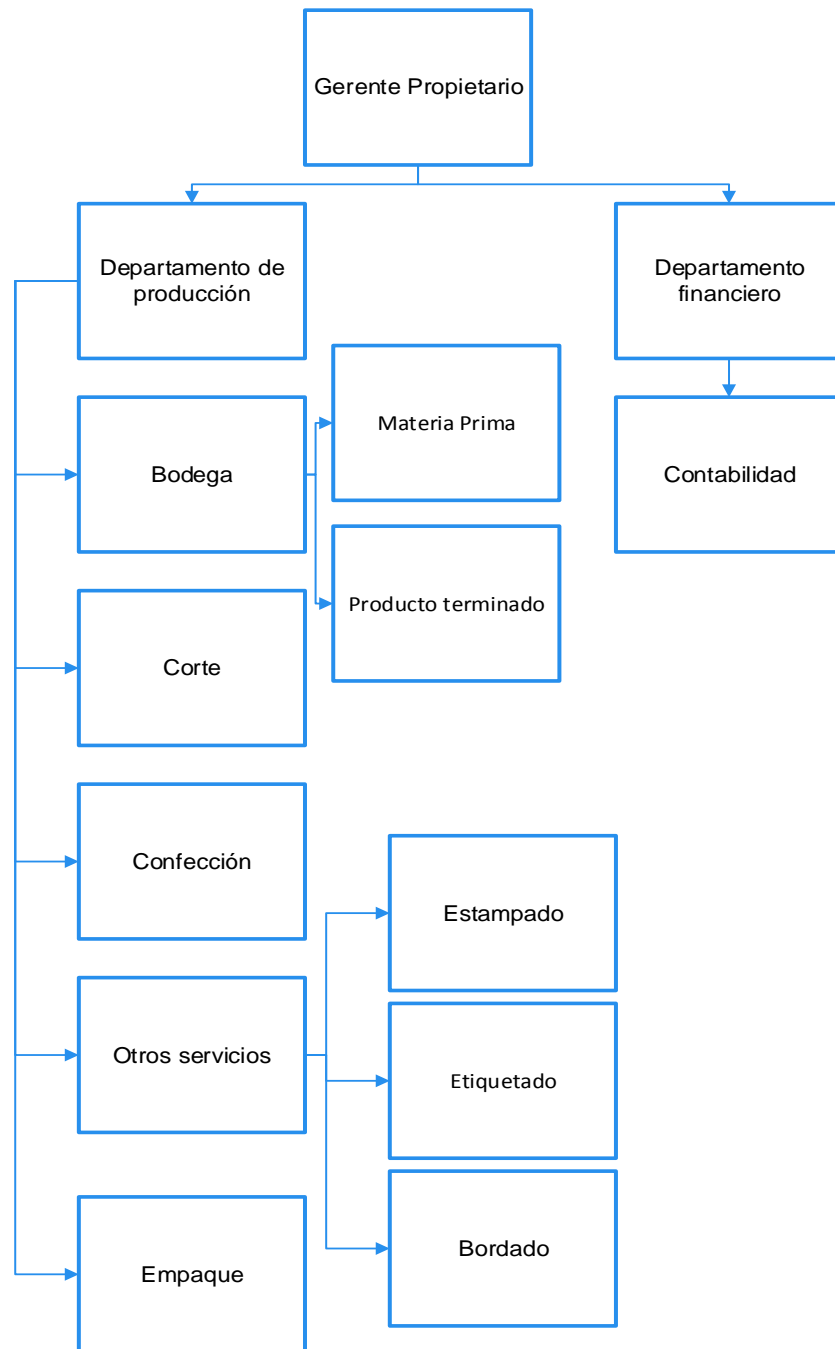 Gerente Propietario
Departamento de
producción
Departamento
financiero
Bodega
Materia Prima
Contabilidad
Producto terminado
Corte
Confección
Estampado
Otros servicios
Etiquetado
Bordado
Empaque